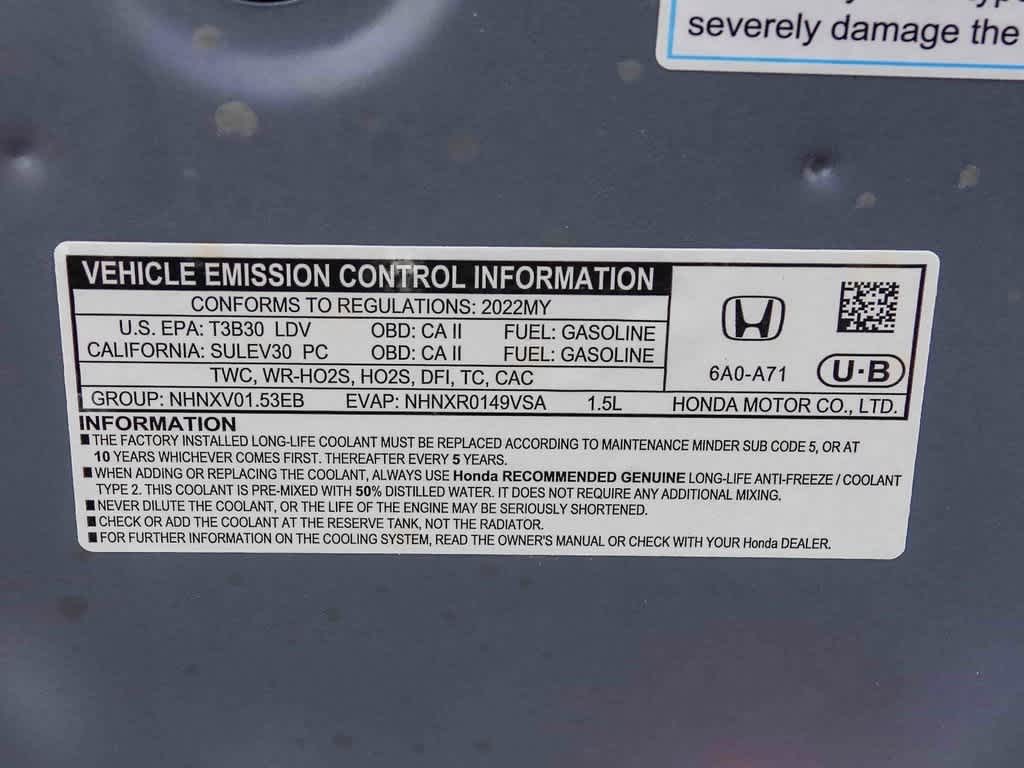 severely damage the
VEHICLE EMISSION CONTROL INFORMATION
CONFORMS TO REGULATIONS: 2022MY
U.S. EPA: T3B30 LDV OBD: CA II FUEL: GASOLINE
CALIFORNIA: SULEV30 PC OBD: CA II FUEL: GASOLINE
TWC, WR-HO2S, HO2S, DFI, TC, CAC
6A0-A71 U·B
GROUP: NHNXV01.53EB EVAP: NHNXR0149VSA 1.5L HONDA MOTOR CO., LTD.
INFORMATION
■ THE FACTORY INSTALLED LONG-LIFE COOLANT MUST BE REPLACED ACCORDING TO MAINTENANCE MINDER SUB CODE 5, OR AT
10 YEARS WHICHEVER COMES FIRST. THEREAFTER EVERY 5 YEARS.
■ WHEN ADDING OR REPLACING THE COOLANT, ALWAYS USE Honda RECOMMENDED GENUINE LONG-LIFE ANTI-FREEZE / COOLANT
TYPE 2. THIS COOLANT IS PRE-MIXED WITH 50% DISTILLED WATER. IT DOES NOT REQUIRE ANY ADDITIONAL MIXING.
■ NEVER DILUTE THE COOLANT, OR THE LIFE OF THE ENGINE MAY BE SERIOUSLY SHORTENED.
■ CHECK OR ADD THE COOLANT AT THE RESERVE TANK, NOT THE RADIATOR.
■ FOR FURTHER INFORMATION ON THE COOLING SYSTEM, READ THE OWNER'S MANUAL OR CHECK WITH YOUR Honda DEALER.